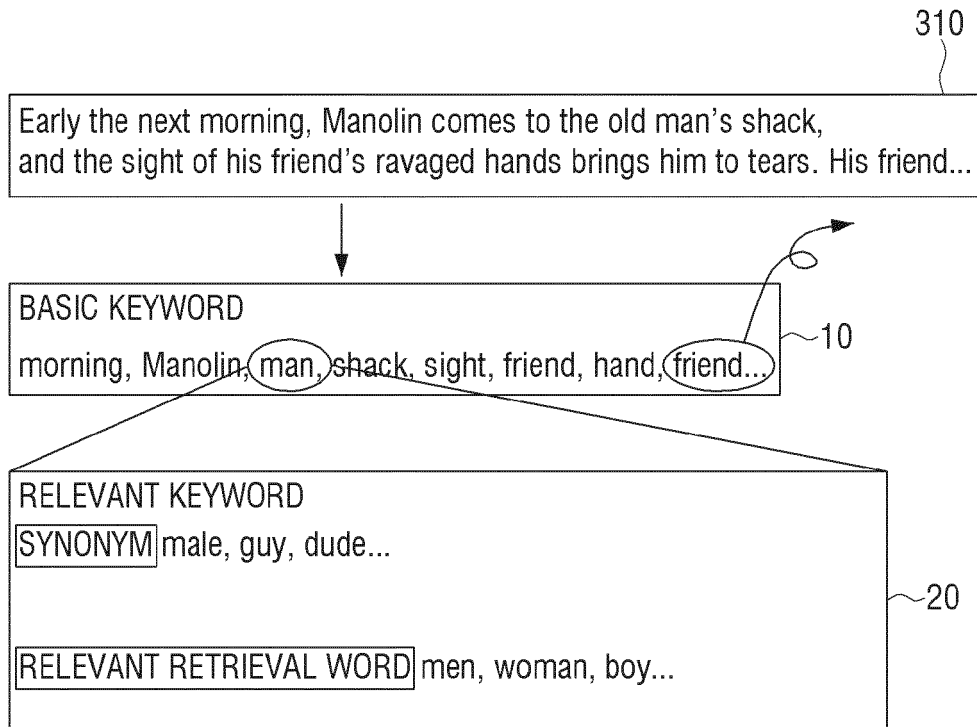 310
Early the next morning, Manolin comes to the old man's shack,
and the sight of his friend's ravaged hands brings him to tears. His friend...
BASIC KEYWORD
10
morning, Manolin, man, shack, sight, friend, hand, friend...
RELEVANT KEYWORD
SYNONYM male, guy, dude...
20
RELEVANT RETRIEVAL WORD men, woman, boy...